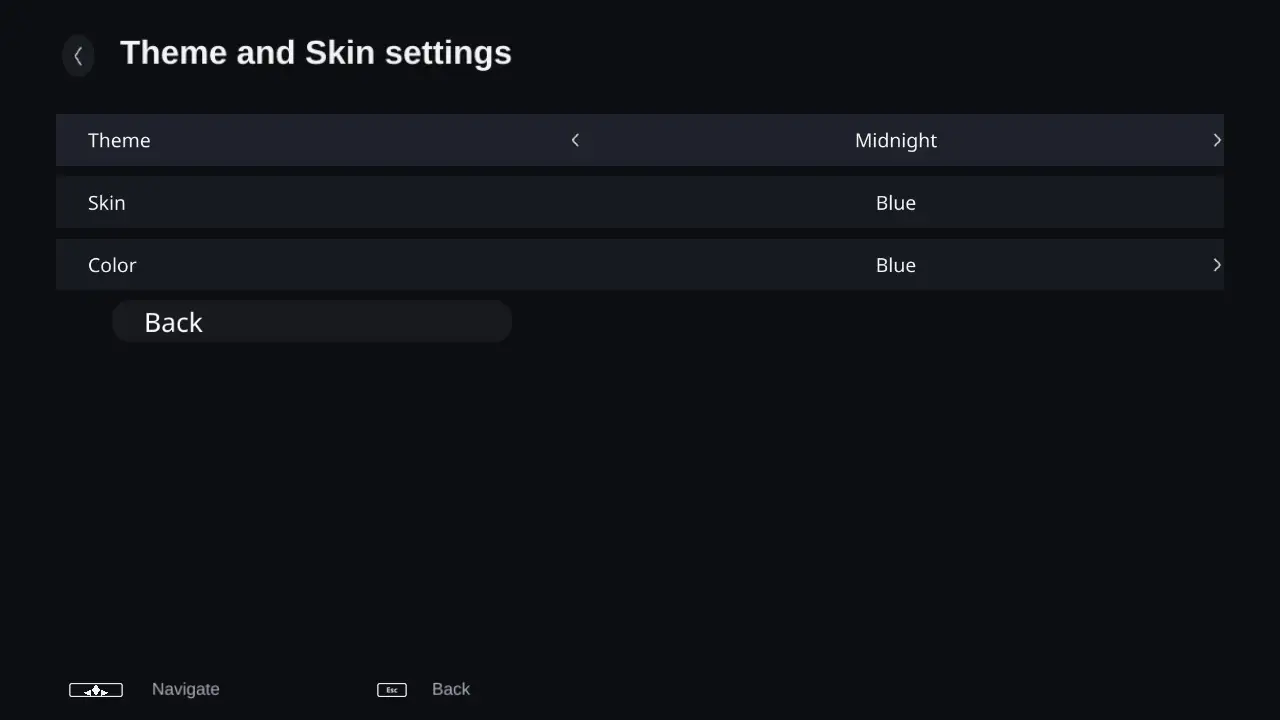 Theme and Skin settings
Theme Midnight
Skin Blue
Color Blue
Back
Navigate Esc Back